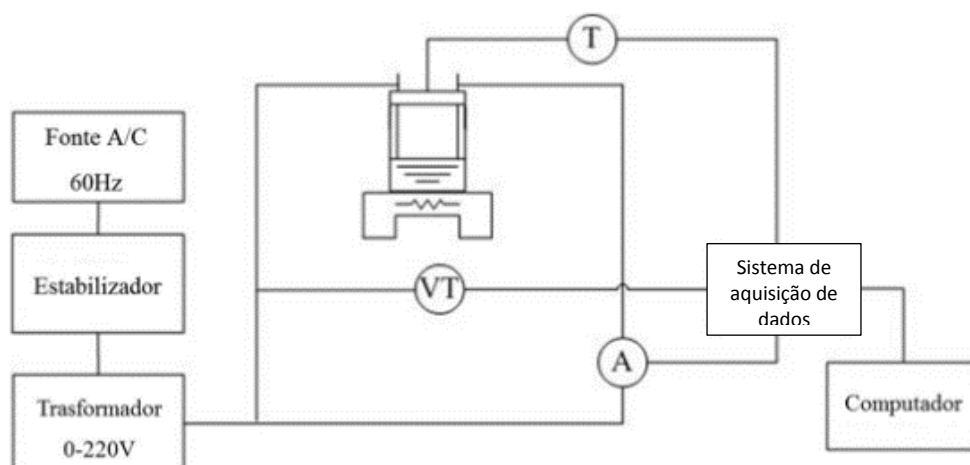 T
Fonte A/C
60Hz
Estabilizador
VT
Sistema de
aquisição de
dados
A
Trasformador
0-220V
Computador